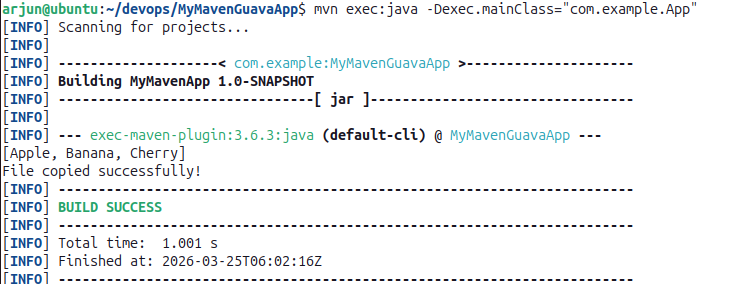 arjun@ubuntu:~/devops/MyMavenGuavaApp$ mvn exec:java -Dexec.mainClass="com.example.App"
[INFO] Scanning for projects...
[INFO]
[INFO] --------------------< com.example:MyMavenGuavaApp >---------------------
[INFO] Building MyMavenApp 1.0-SNAPSHOT
[INFO] --------------------------------[ jar ]---------------------------------
[INFO]
[INFO] --- exec-maven-plugin:3.6.3:java (default-cli) @ MyMavenGuavaApp ---
[Apple, Banana, Cherry]
File copied successfully!
[INFO] ------------------------------------------------------------------------
[INFO] BUILD SUCCESS
[INFO] ------------------------------------------------------------------------
[INFO] Total time:  1.001 s
[INFO] Finished at: 2026-03-25T06:02:16Z
[INFO] ------------------------------------------------------------------------